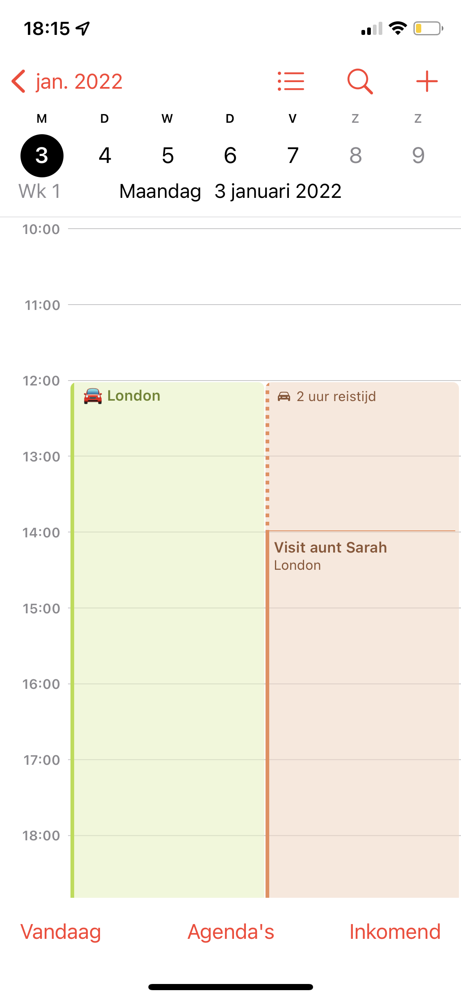 18:15
jan. 2022
M D W D V Z Z
3 4 5 6 7 8 9
Wk 1 Maandag 3 januari 2022
10:00
11:00
12:00
London
2 uur reistijd
13:00
14:00
Visit aunt Sarah
London
15:00
16:00
17:00
18:00
Vandaag Agenda's Inkomend